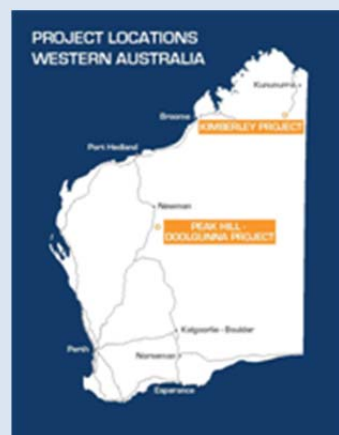 PROJECT LOCATIONS
WESTERN AUSTRALIA
Kununurra
Broome
KIMBERLEY PROJECT
Port Hedland
Newman
PEAK HILL -
DOOLGUNNA PROJECT
Kalgoorlie - Boulder
Perth
Norseman
Esperance